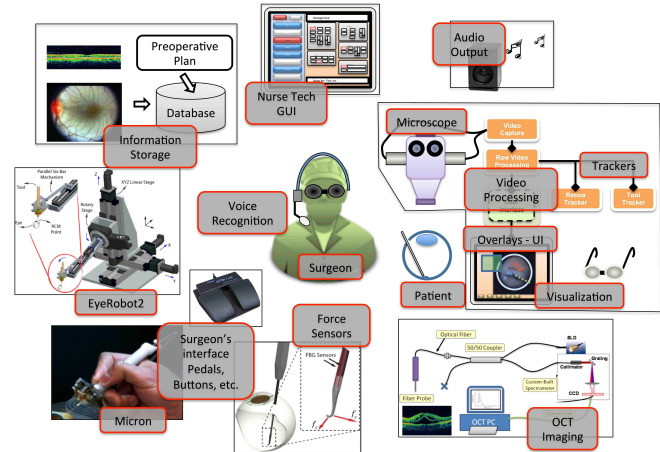 Preoperative
Plan
Database
Information
Storage
Nurse Tech
GUI
Audio
Output
Microscope
Video
Capture
Raw Video
Processing
Trackers
Video
Processing
Interface
Retina
Tracker
Tool
Tracker
Overlays - UI
Patient
Visualization
Voice
Recognition
Surgeon
Parallel Six-Bar
Mechanism
XYZ Linear Stage
Tool
Rotary
Stage
Eye
RCM
Point
Z
X
EyeRobot2
Surgeon's
interface
Pedals,
Buttons, etc.
Micron
Force
Sensors
FBG Sensors
Optical Fiber
50/50 Coupler
SLD
Grating
Collimator
Custom-Built
Spectrometer
CCD
Fiber Probe
OCT PC
OCT
Imaging